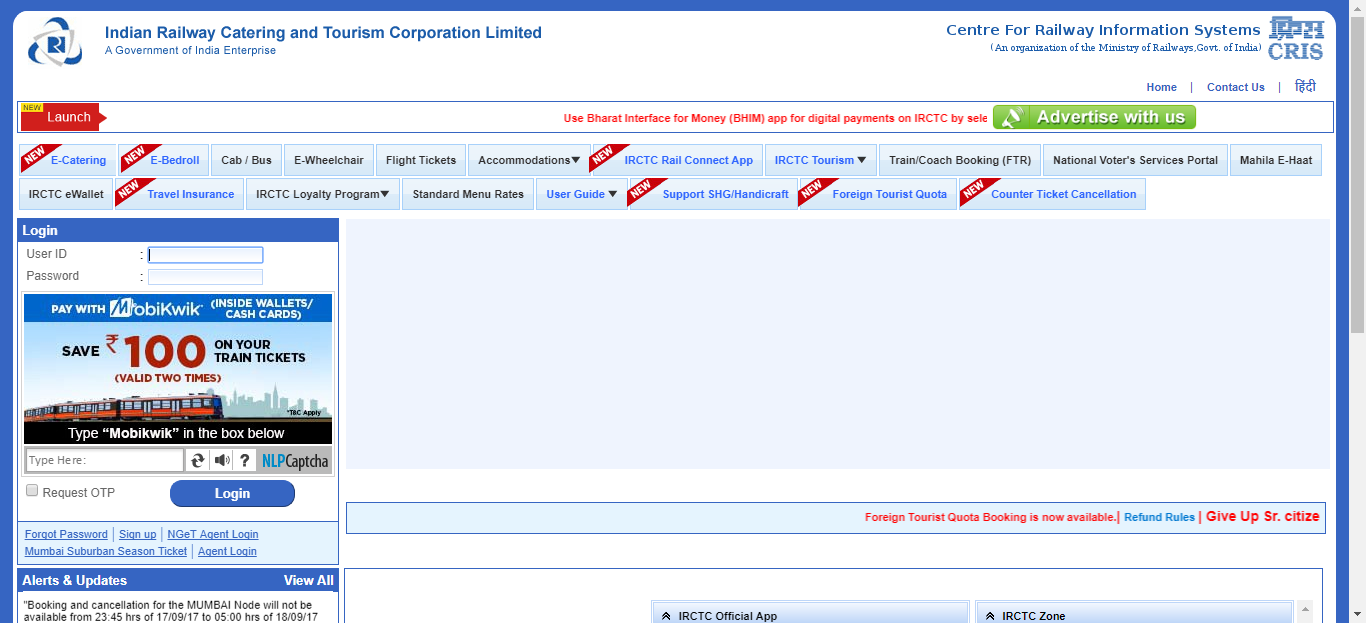 Indian Railway Catering and Tourism Corporation Limited
A Government of India Enterprise
Centre For Railway Information Systems
(An organization of the Ministry of Railways,Govt. of India)
CRIS
Home | Contact Us | हिंदी
NEW
Launch
Use Bharat Interface for Money (BHIM) app for digital payments on IRCTC by sele
Advertise with us
NEW E-Catering NEW E-Bedroll Cab / Bus E-Wheelchair Flight Tickets Accommodations▼ NEW IRCTC Rail Connect App IRCTC Tourism ▼ Train/Coach Booking (FTR) National Voter's Services Portal Mahila E-Haat
IRCTC eWallet NEW Travel Insurance IRCTC Loyalty Program▼ Standard Menu Rates User Guide ▼ NEW Support SHG/Handicraft NEW Foreign Tourist Quota NEW Counter Ticket Cancellation
Login
User ID :
Password :
PAY WITH MobiKwik (INSIDE WALLETS/
CASH CARDS)
SAVE ₹100 ON YOUR
TRAIN TICKETS
(VALID TWO TIMES)
*T&C Apply
Type “Mobikwik” in the box below
Type Here: ? NLPCaptcha
Request OTP Login
Forgot Password | Sign up | NGeT Agent Login
Mumbai Suburban Season Ticket | Agent Login
Foreign Tourist Quota Booking is now available.| Refund Rules | Give Up Sr. citize
Alerts & Updates View All
"Booking and cancellation for the MUMBAI Node will not be
available from 23:45 hrs of 17/09/17 to 05:00 hrs of 18/09/17
IRCTC Official App
IRCTC Zone